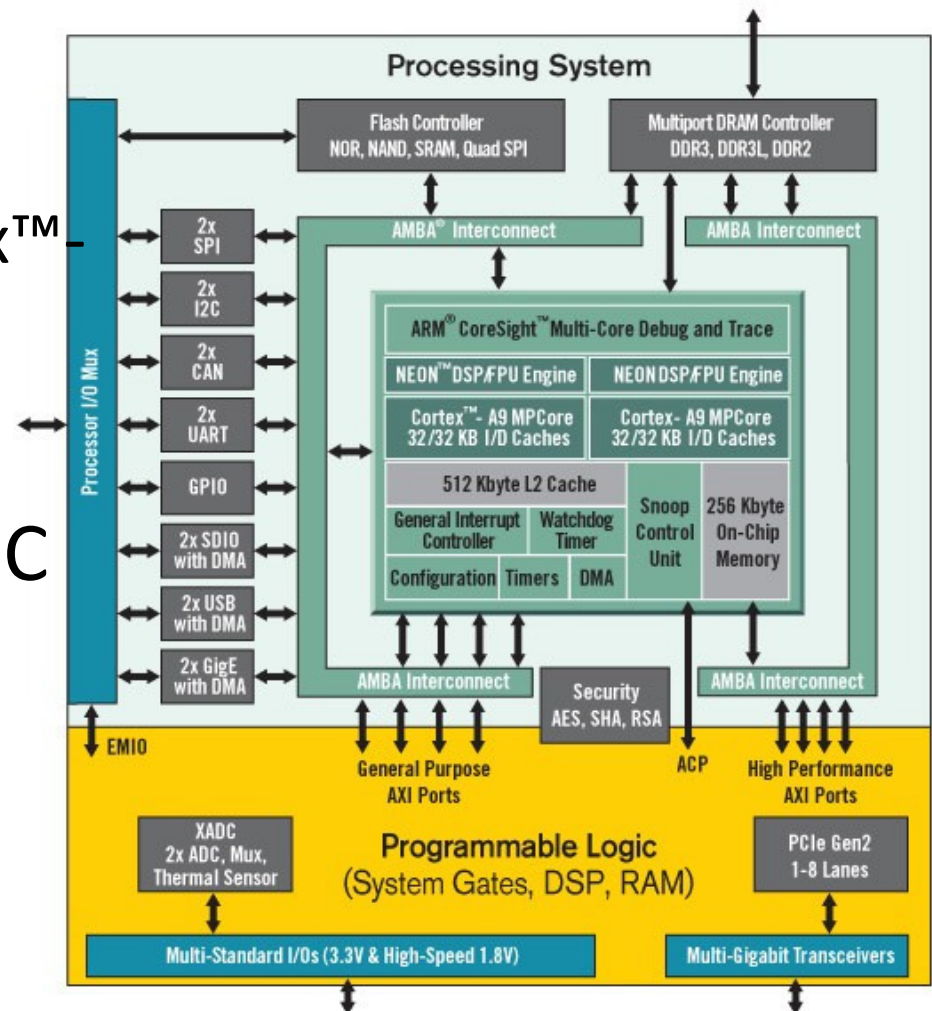 Processing System
Flash Controller
NOR, NAND, SRAM, Quad SPI
Multiport DRAM Controller
DDR3, DDR3L, DDR2
x™-
C
Processor I/O Mux
2x
SPI
2x
I2C
2x
CAN
2x
UART
GPIO
2x SDIO
with DMA
2x USB
with DMA
2x GigE
with DMA
AMBA® Interconnect
AMBA Interconnect
ARM® CoreSight™ Multi-Core Debug and Trace
NEON™ DSP/FPU Engine
NEON DSP/FPU Engine
Cortex™- A9 MPCore
32/32 KB I/D Caches
Cortex- A9 MPCore
32/32 KB I/D Caches
512 Kbyte L2 Cache
General Interrupt
Controller
Watchdog
Timer
Configuration
Timers
DMA
Snoop
Control
Unit
256 Kbyte
On-Chip
Memory
AMBA Interconnect
AMBA Interconnect
Security
AES, SHA, RSA
EMIO
General Purpose
AXI Ports
ACP
High Performance
AXI Ports
XADC
2x ADC, Mux,
Thermal Sensor
Programmable Logic
(System Gates, DSP, RAM)
PCIe Gen2
1-8 Lanes
Multi-Standard I/Os (3.3V & High-Speed 1.8V)
Multi-Gigabit Transceivers